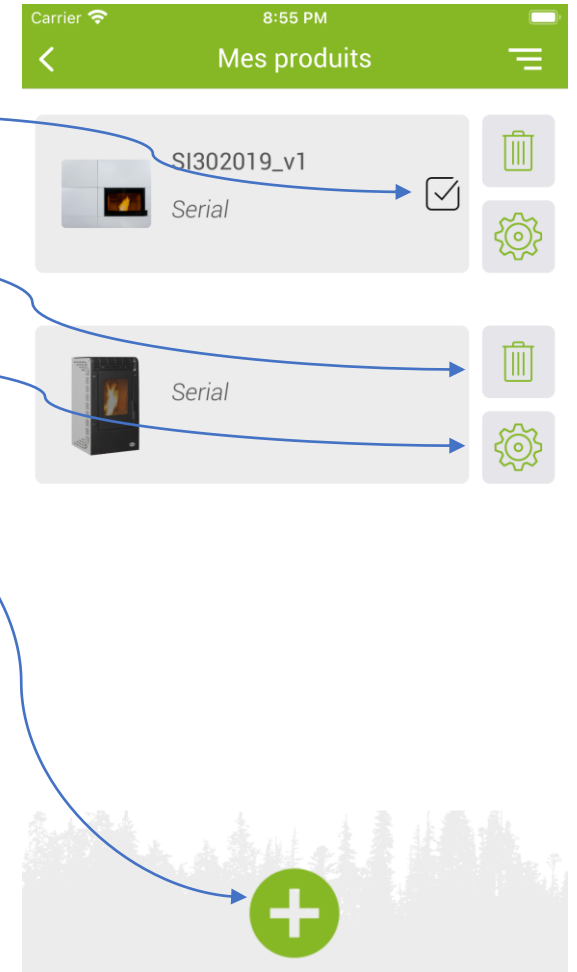 Carrier 8:55 PM
Mes produits
SI302019_v1
Serial
Serial